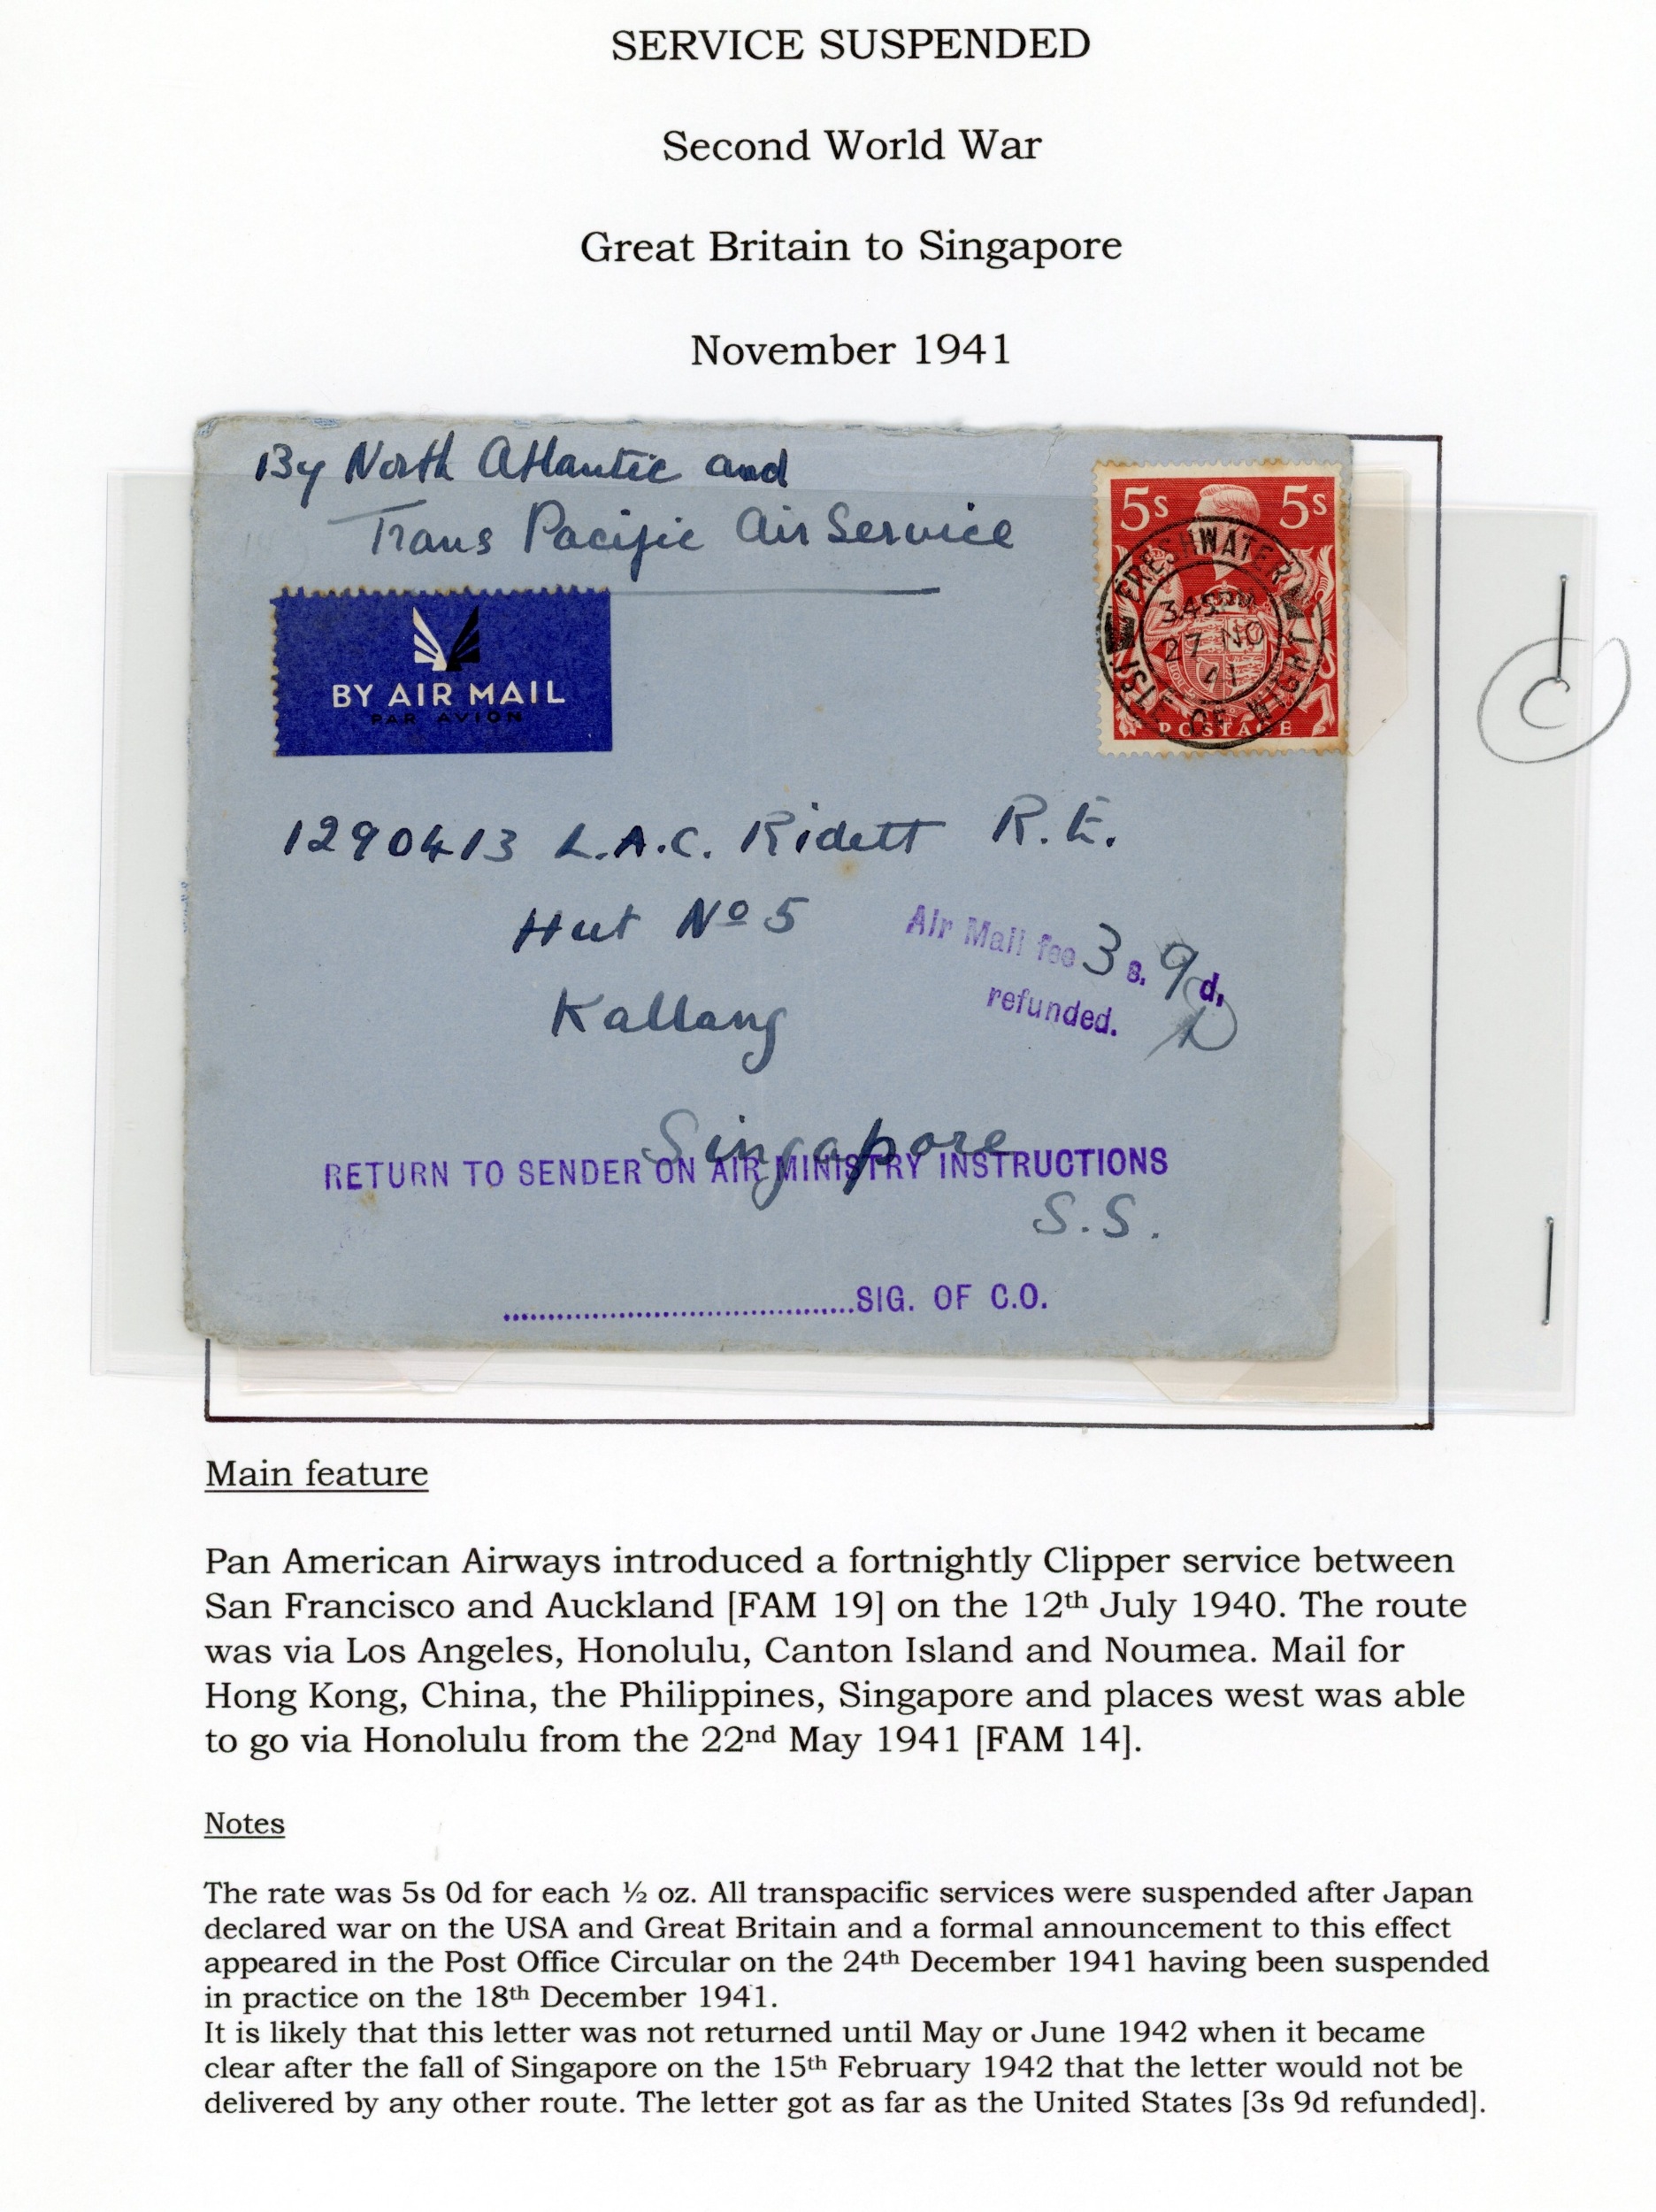 SERVICE SUSPENDED
Second World War
Great Britain to Singapore
November 1941
By North Atlantic and
Trans Pacific Air Service
5s 5s
FRESHWATER
3.45PM
27 NO
41
ISLE OF WIGHT
POSTAGE
BY AIR MAIL
PAR AVION
C
1290413 L.A.C. Ridett R.E.
Hut No 5
Air Mail fee 3 s. 9 d.
refunded.
Kallang
Singapore
RETURN TO SENDER ON AIR MINISTRY INSTRUCTIONS
S.S.
........................................SIG. OF C.O.
Main feature
Pan American Airways introduced a fortnightly Clipper service between
San Francisco and Auckland [FAM 19] on the 12th July 1940. The route
was via Los Angeles, Honolulu, Canton Island and Noumea. Mail for
Hong Kong, China, the Philippines, Singapore and places west was able
to go via Honolulu from the 22nd May 1941 [FAM 14].
Notes
The rate was 5s 0d for each ½ oz. All transpacific services were suspended after Japan
declared war on the USA and Great Britain and a formal announcement to this effect
appeared in the Post Office Circular on the 24th December 1941 having been suspended
in practice on the 18th December 1941.
It is likely that this letter was not returned until May or June 1942 when it became
clear after the fall of Singapore on the 15th February 1942 that the letter would not be
delivered by any other route. The letter got as far as the United States [3s 9d refunded].